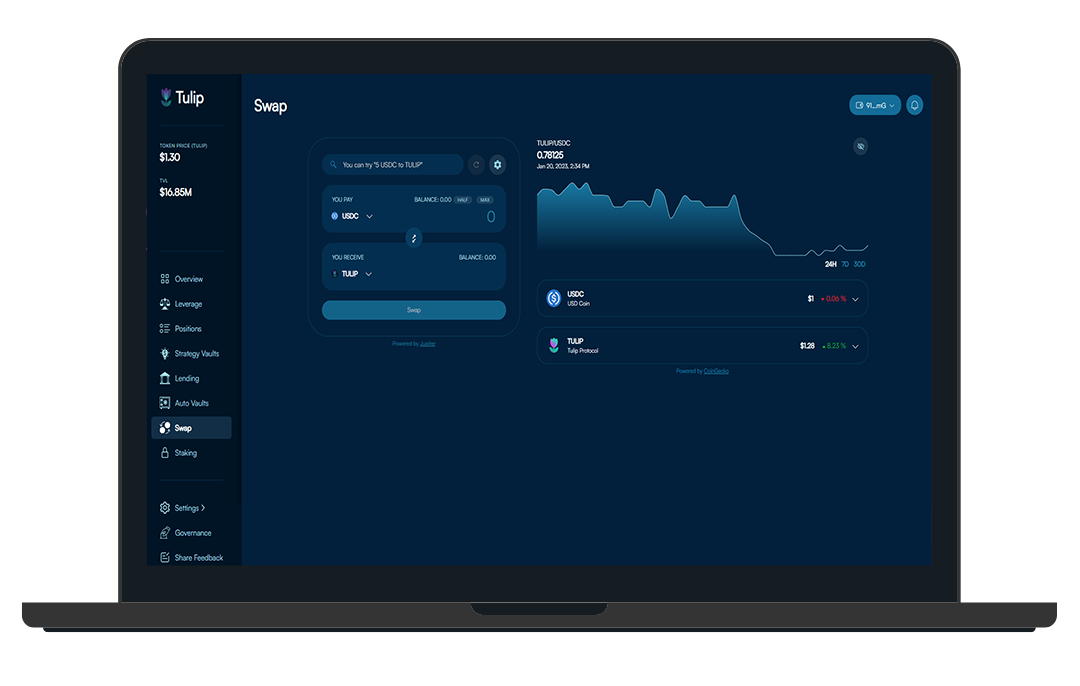 Tulip
TOKEN PRICE (TULIP)
$1.30
TVL
$16.85M
Overview
Leverage
Positions
Strategy Vaults
Lending
Auto Vaults
Swap
Staking
Settings
Governance
Share Feedback
Swap
91...mG
You can try "5 USDC to TULIP"
YOU PAY
BALANCE: 0.00 HALF MAX
USDC
0
YOU RECEIVE
BALANCE: 0.00
TULIP
Swap
Powered by Jupiter
TULIP/USDC
0.78125
Jan 20, 2023, 2:34 PM
24H 7D 30D
USDC
USD Coin
$1
0.06 %
TULIP
Tulip Protocol
$1.28
8.23 %
Powered by CoinGecko